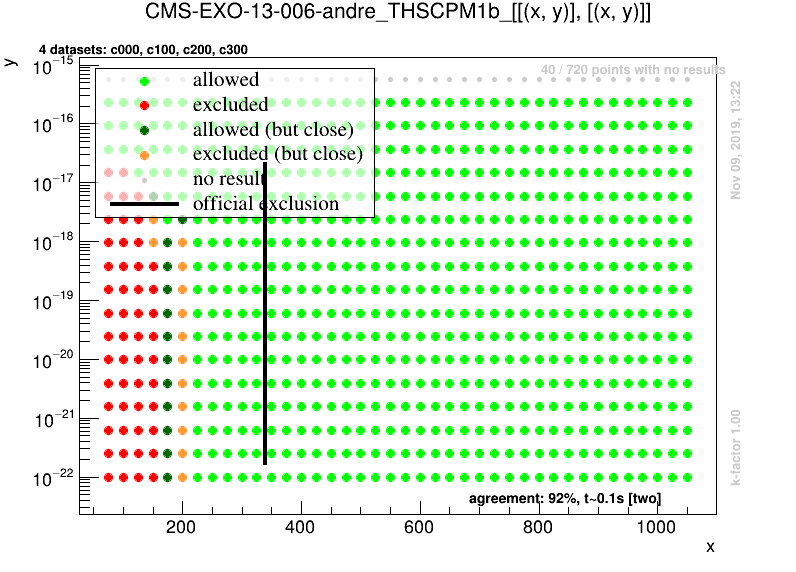 CMS-EXO-13-006-andre_THSCPM1b_[[(x, y)], [(x, y)]]
y
4 datasets: c000, c100, c200, c300
40 / 720 points with no results
allowed
excluded
allowed (but close)
excluded (but close)
no result
official exclusion
10−15
10−16
10−17
10−18
10−19
10−20
10−21
10−22
Nov 09, 2019, 13:22
k-factor 1.00
agreement: 92%, t~0.1s [two]
200 400 600 800 1000
x